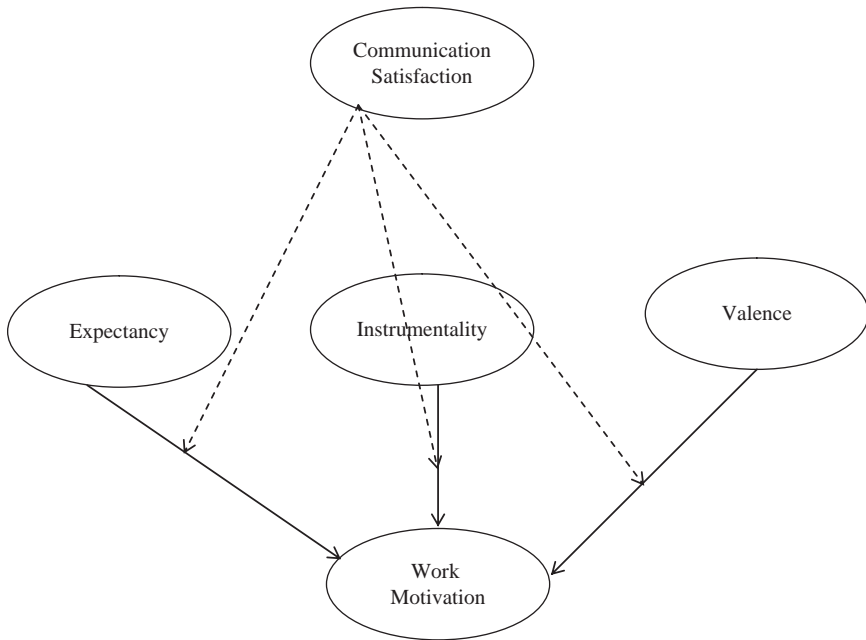 Communication
Satisfaction
Expectancy
Instrumentality
Valence
Work
Motivation